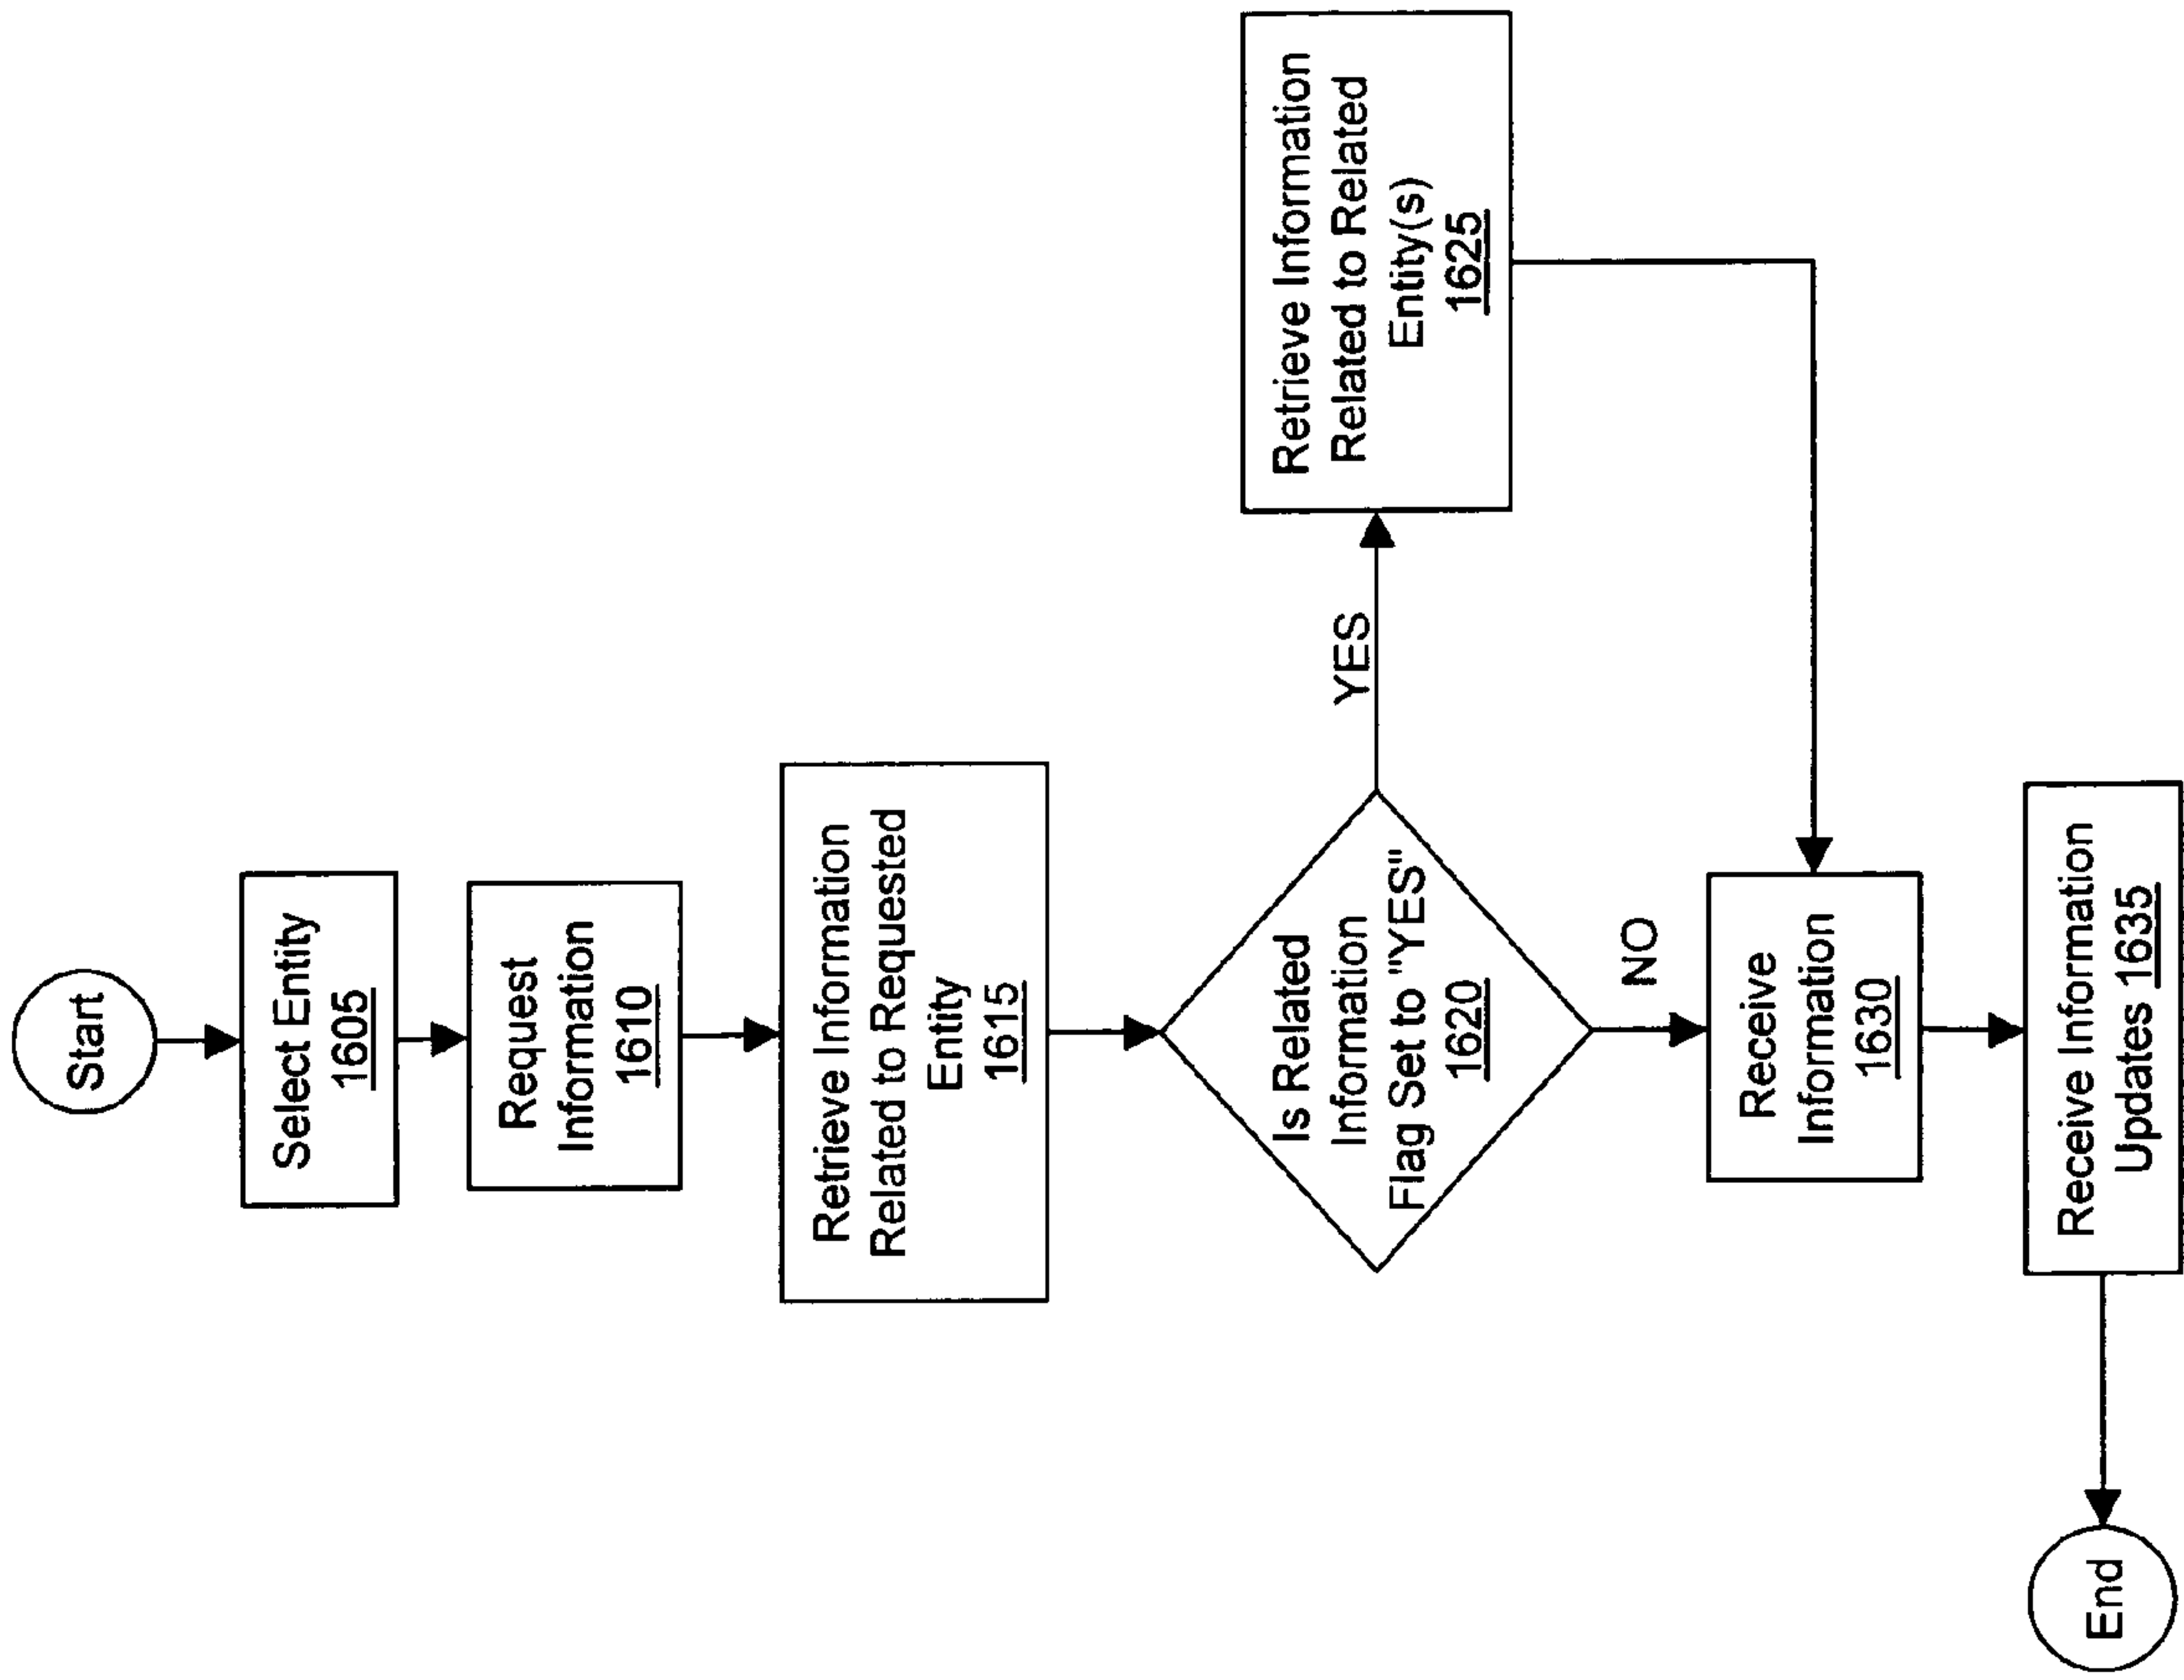 Start
Select Entity
1605
Request
Information
1610
Retrieve Information
Related to Requested
Entity
1615
Is Related
Information
Flag Set to "YES"
1620
YES
Retrieve Information
Related to Related
Entity(s)
1625
NO
Receive
Information
1630
Receive Information
Updates 1635
End